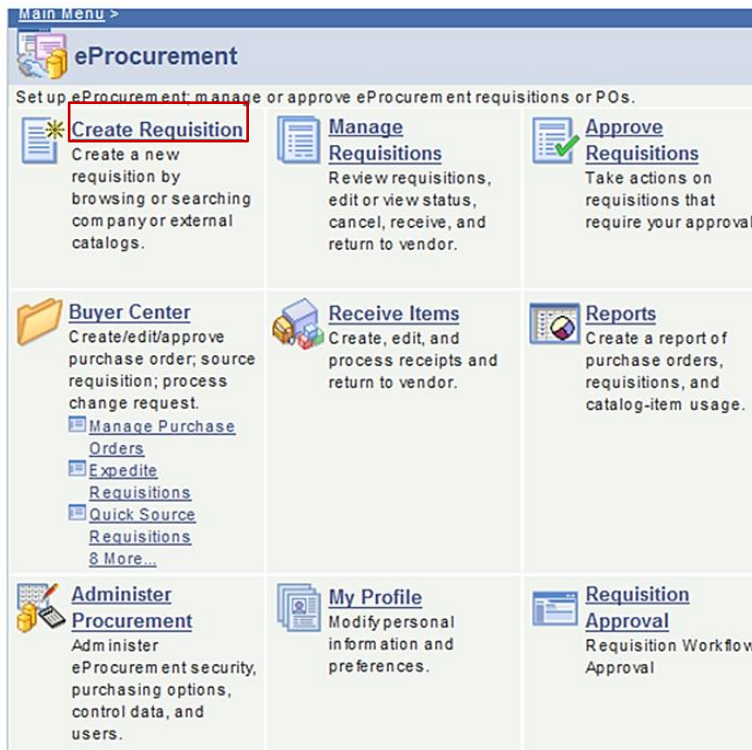 Main Menu >
eProcurement
Set up eProcurement; manage or approve eProcurement requisitions or POs.
Create Requisition
Create a new
requisition by
browsing or searching
company or external
catalogs.
Manage
Requisitions
Review requisitions,
edit or view status,
cancel, receive, and
return to vendor.
Approve
Requisitions
Take actions on
requisitions that
require your approval
Buyer Center
Create/edit/approve
purchase order; source
requisition; process
change request.
Manage Purchase
Orders
Expedite
Requisitions
Quick Source
Requisitions
8 More...
Receive Items
Create, edit, and
process receipts and
return to vendor.
Reports
Create a report of
purchase orders,
requisitions, and
catalog-item usage.
Administer
Procurement
Administer
eProcurement security,
purchasing options,
control data, and
users.
My Profile
Modify personal
information and
preferences.
Requisition
Approval
Requisition Workflow
Approval